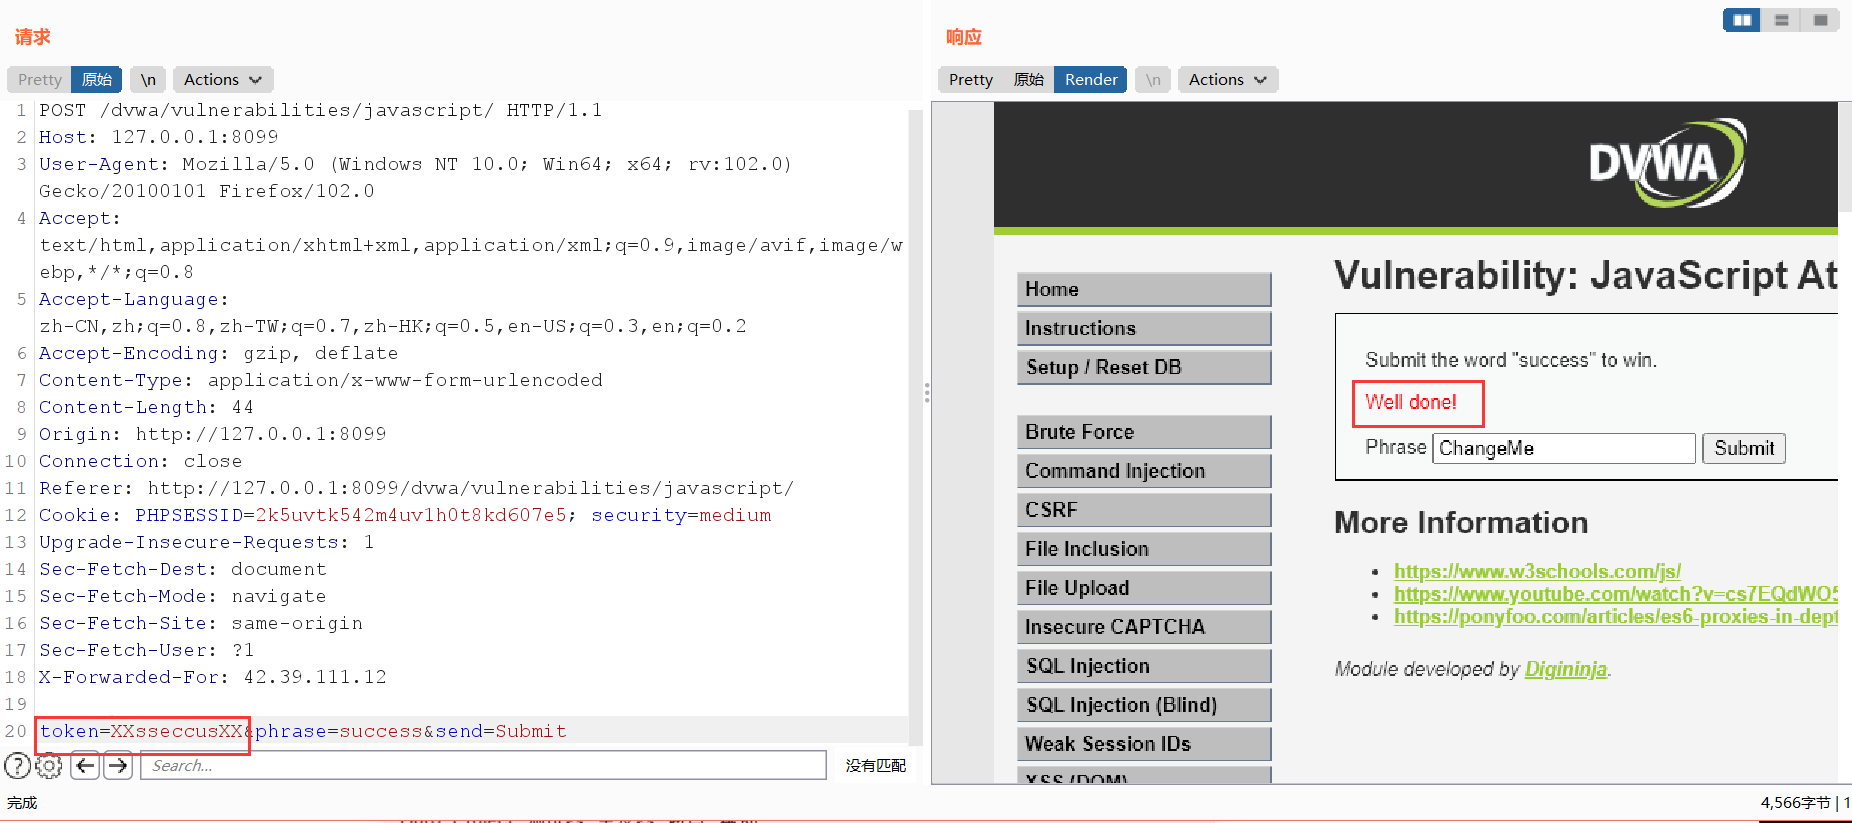 请求
Pretty 原始 \n Actions
1 POST /dvwa/vulnerabilities/javascript/ HTTP/1.1
2 Host: 127.0.0.1:8099
3 User-Agent: Mozilla/5.0 (Windows NT 10.0; Win64; x64; rv:102.0)
Gecko/20100101 Firefox/102.0
4 Accept:
text/html,application/xhtml+xml,application/xml;q=0.9,image/avif,image/w
ebp,*/*;q=0.8
5 Accept-Language:
zh-CN,zh;q=0.8,zh-TW;q=0.7,zh-HK;q=0.5,en-US;q=0.3,en;q=0.2
6 Accept-Encoding: gzip, deflate
7 Content-Type: application/x-www-form-urlencoded
8 Content-Length: 44
9 Origin: http://127.0.0.1:8099
10 Connection: close
11 Referer: http://127.0.0.1:8099/dvwa/vulnerabilities/javascript/
12 Cookie: PHPSESSID=2k5uvtk542m4uv1h0t8kd607e5; security=medium
13 Upgrade-Insecure-Requests: 1
14 Sec-Fetch-Dest: document
15 Sec-Fetch-Mode: navigate
16 Sec-Fetch-Site: same-origin
17 Sec-Fetch-User: ?1
18 X-Forwarded-For: 42.39.111.12
19
20 token=XXsseccusXX&phrase=success&send=Submit
? Search... 没有匹配
响应
Pretty 原始 Render \n Actions
DVWA
Home
Instructions
Setup / Reset DB
Brute Force
Command Injection
CSRF
File Inclusion
File Upload
Insecure CAPTCHA
SQL Injection
SQL Injection (Blind)
Weak Session IDs
XSS (DOM)
Vulnerability: JavaScript At
Submit the word "success" to win.
Well done!
Phrase ChangeMe Submit
More Information
• https://www.w3schools.com/js/
• https://www.youtube.com/watch?v=cs7EQdWO5
• https://ponyfoo.com/articles/es6-proxies-in-dept
Module developed by Digininja.
完成
4,566字节 | 1